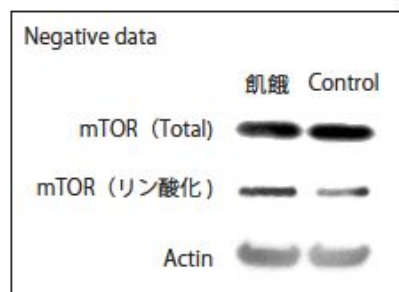 Negative data
飢餓 Control
mTOR（Total)
mTOR（リン酸化 )
Actin